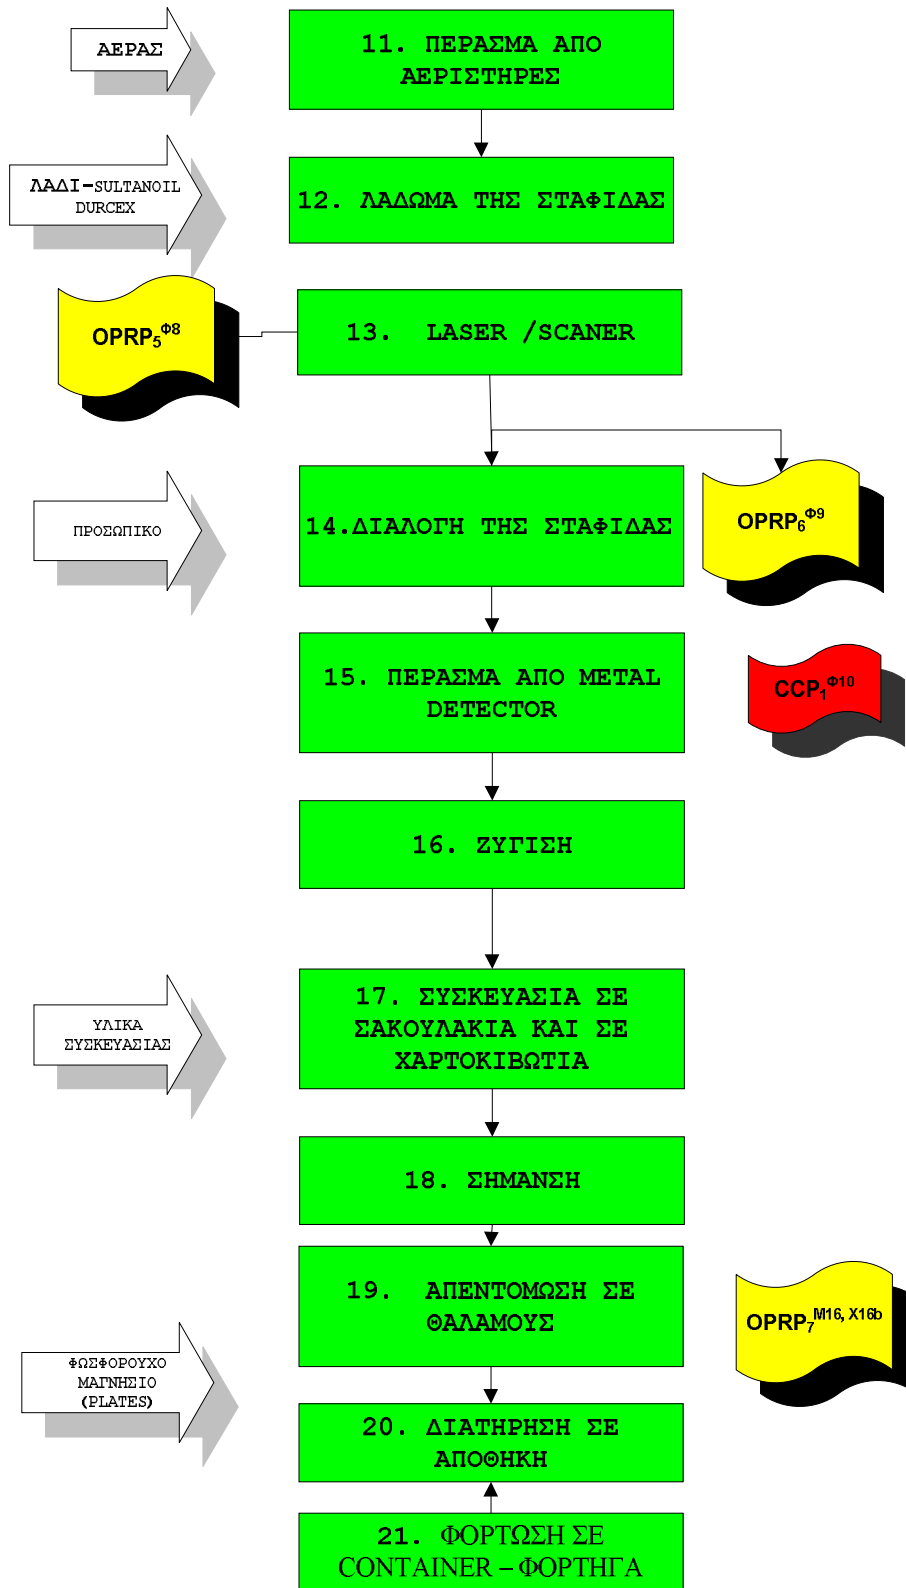 ΑΕΡΑΣ
11. ΠΕΡΑΣΜΑ ΑΠΟ
ΑΕΡΙΣΤΗΡΕΣ
ΛΑΔΙ-SULTANOIL
DURCEX
12. ΛΑΔΩΜΑ ΤΗΣ ΣΤΑΦΙΔΑΣ
OPRP5Φ8
13. LASER /SCANER
ΠΡΟΣΩΠΙΚΟ
14.ΔΙΑΛΟΓΗ ΤΗΣ ΣΤΑΦΙΔΑΣ
OPRP6Φ9
15. ΠΕΡΑΣΜΑ ΑΠΟ METAL
DETECTOR
CCP1Φ10
16. ΖΥΓΙΣΗ
ΥΛΙΚΑ
ΣΥΣΚΕΥΑΣΙΑΣ
17. ΣΥΣΚΕΥΑΣΙΑ ΣΕ
ΣΑΚΟΥΛΑΚΙΑ ΚΑΙ ΣΕ
ΧΑΡΤΟΚΙΒΩΤΙΑ
18. ΣΗΜΑΝΣΗ
19. ΑΠΕΝΤΟΜΩΣΗ ΣΕ
ΘΑΛΑΜΟΥΣ
OPRP7M16, X16b
ΦΩΣΦΟΡΟΥΧΟ
ΜΑΓΝΗΣΙΟ
(PLATES)
20. ΔΙΑΤΗΡΗΣΗ ΣΕ
ΑΠΟΘΗΚΗ
21. ΦΟΡΤΩΣΗ ΣΕ
CONTAINER – ΦΟΡΤΗΓΑ